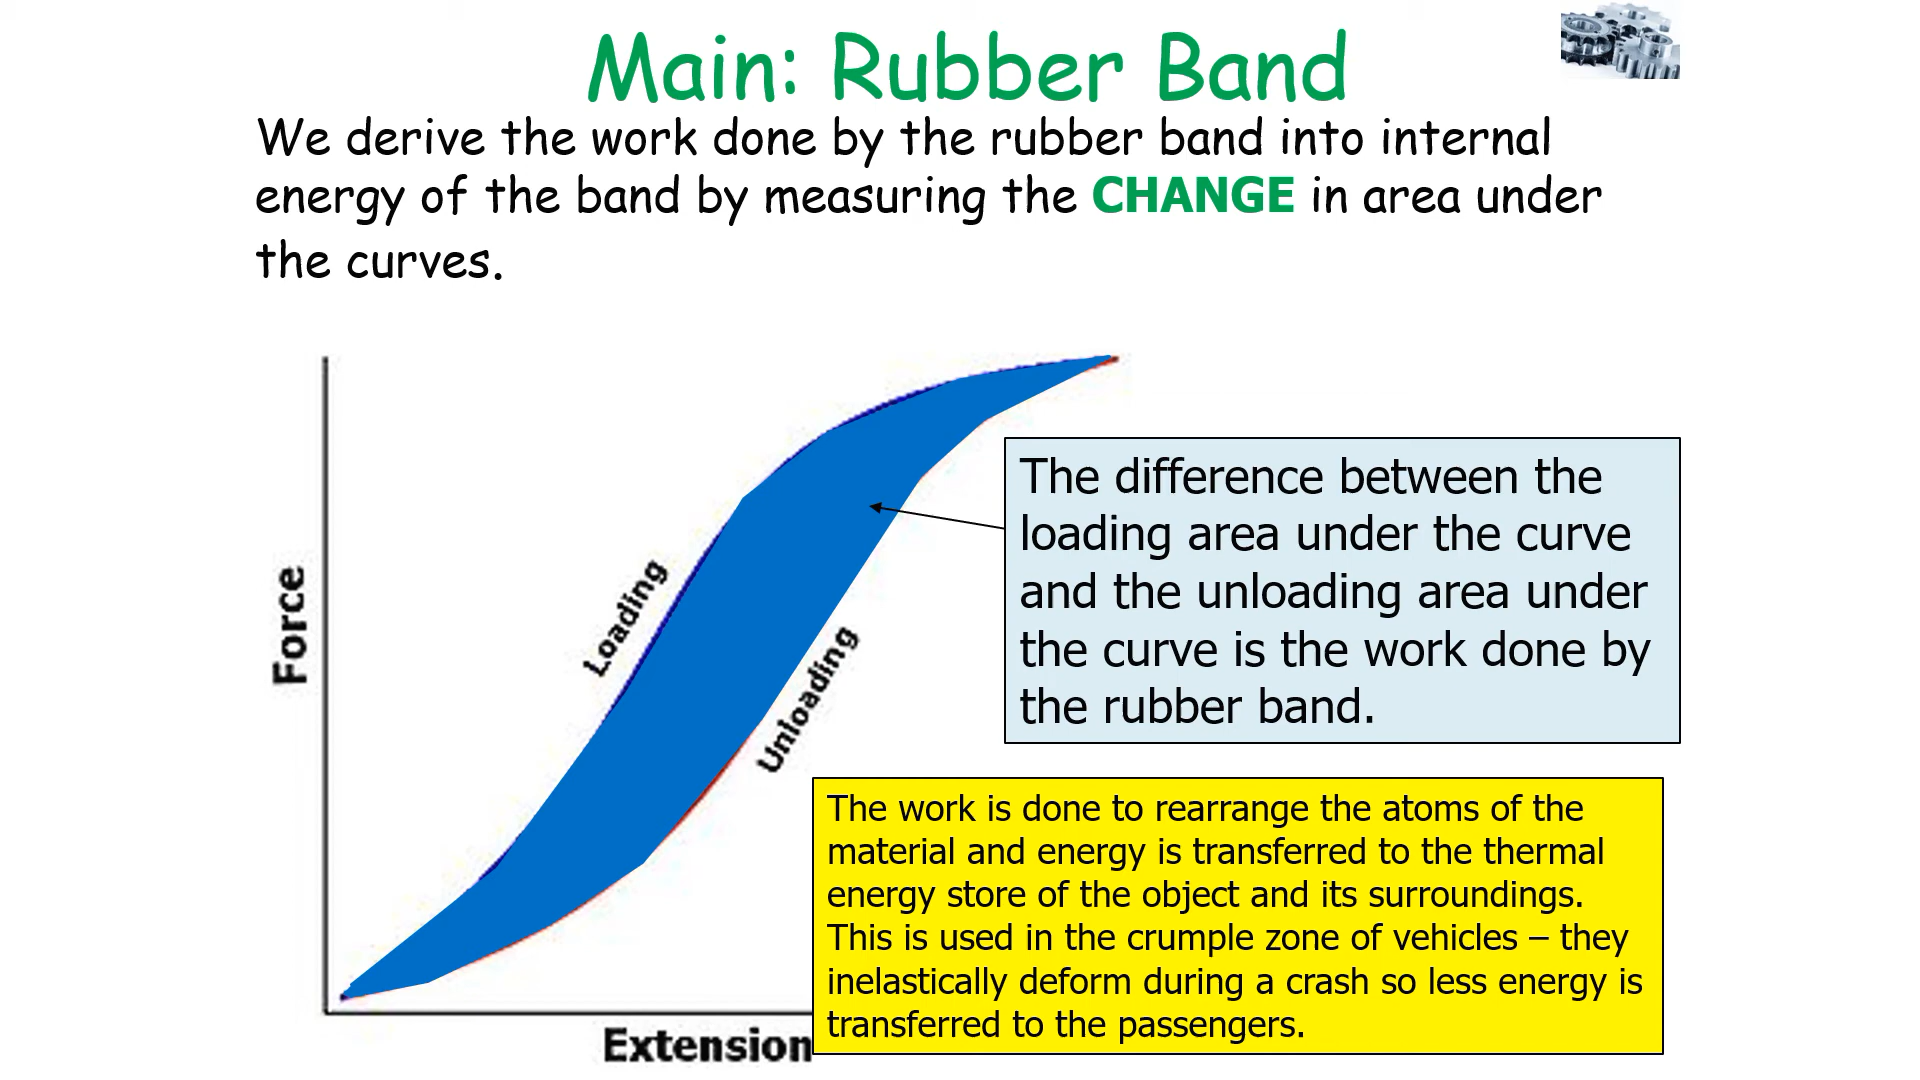 Main: Rubber Band
We derive the work done by the rubber band into internal
energy of the band by measuring the CHANGE in area under
the curves.
Force
Loading
Unloading
Extension
The difference between the
loading area under the curve
and the unloading area under
the curve is the work done by
the rubber band.
The work is done to rearrange the atoms of the
material and energy is transferred to the thermal
energy store of the object and its surroundings.
This is used in the crumple zone of vehicles – they
inelastically deform during a crash so less energy is
transferred to the passengers.